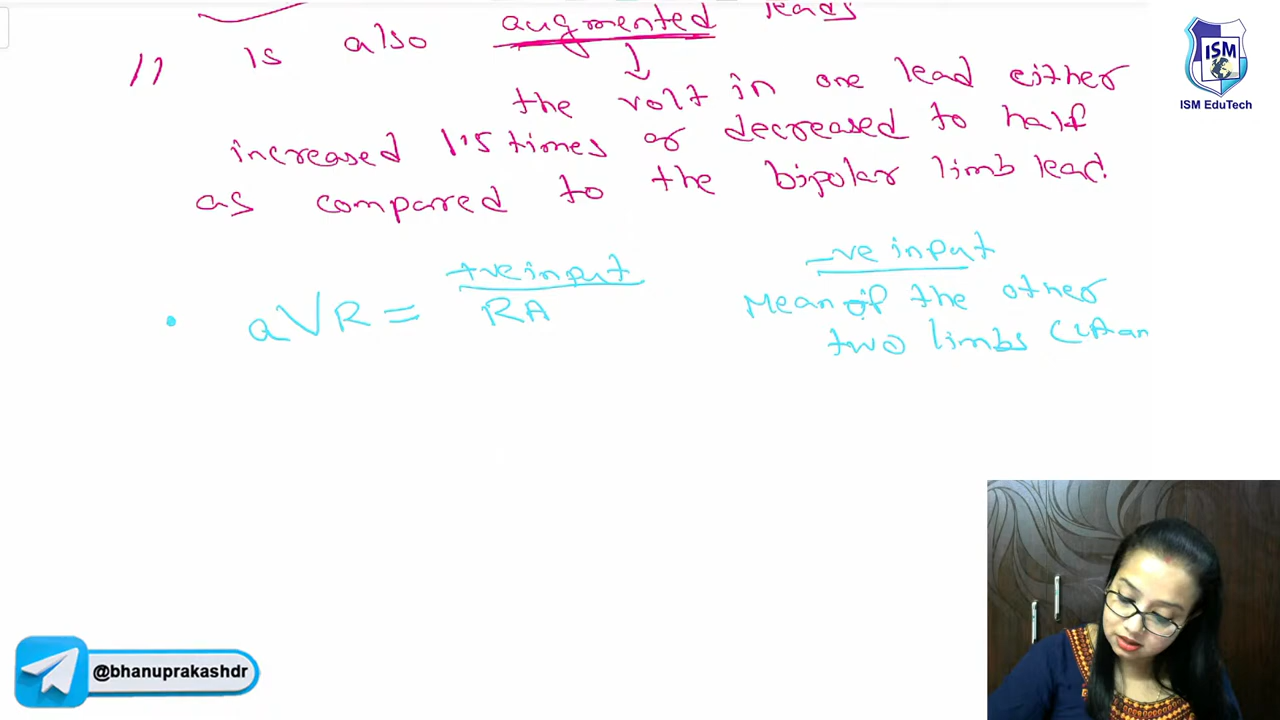 is also augmented leads
the volt in one lead either
increased 1.5 times or decreased to half
as compared to the bipolar limb lead.
+ve input
-ve input
• aVR = RA
Mean of the other
two limbs (LA an
ISM
ISM EduTech
@bhanuprakashdr